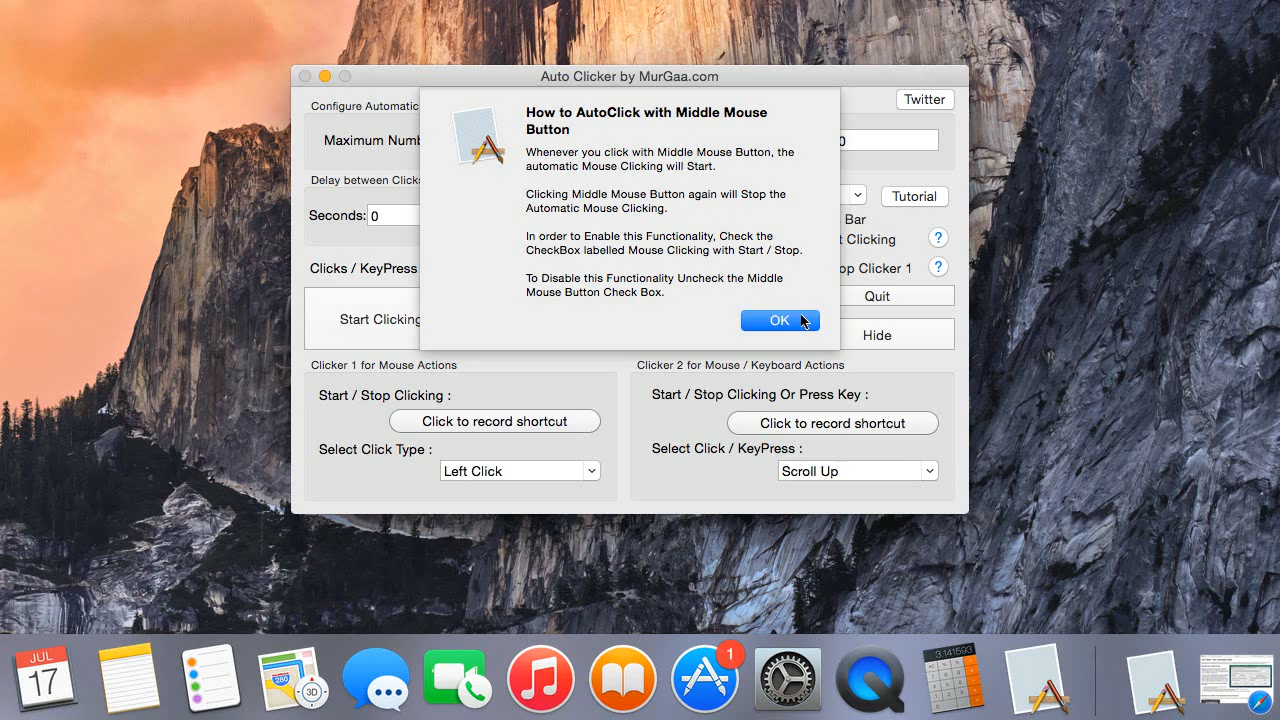 Auto Clicker by MurGaa.com
Configure Automatic
Twitter
Maximum Numb
0
Delay between Clicks
Seconds: 0
Tutorial
Bar
t Clicking
?
Clicks / KeyPress
op Clicker 1
?
Start Clicking
Quit
Hide
How to AutoClick with Middle Mouse
Button
Whenever you click with Middle Mouse Button, the
automatic Mouse Clicking will Start.
Clicking Middle Mouse Button again will Stop the
Automatic Mouse Clicking.
In order to Enable this Functionality, Check the
CheckBox labelled Mouse Clicking with Start / Stop.
To Disable this Functionality Uncheck the Middle
Mouse Button Check Box.
OK
Clicker 1 for Mouse Actions
Start / Stop Clicking :
Click to record shortcut
Select Click Type :
Left Click
Clicker 2 for Mouse / Keyboard Actions
Start / Stop Clicking Or Press Key :
Click to record shortcut
Select Click / KeyPress :
Scroll Up
JUL
17
280
3D
1
3.141593